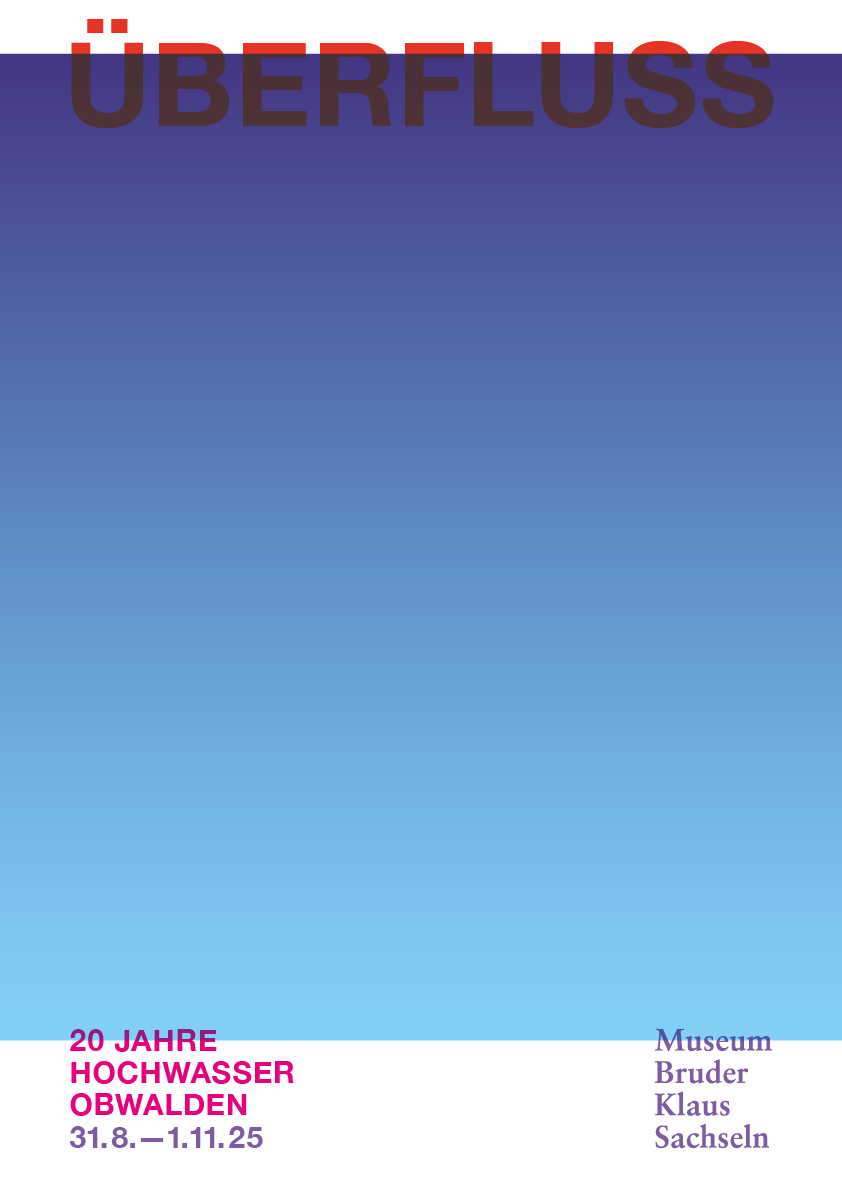 ÜBERFLUSS
20 JAHRE
HOCHWASSER
OBWALDEN
31.8.—1.11.25
Museum
Bruder
Klaus
Sachseln